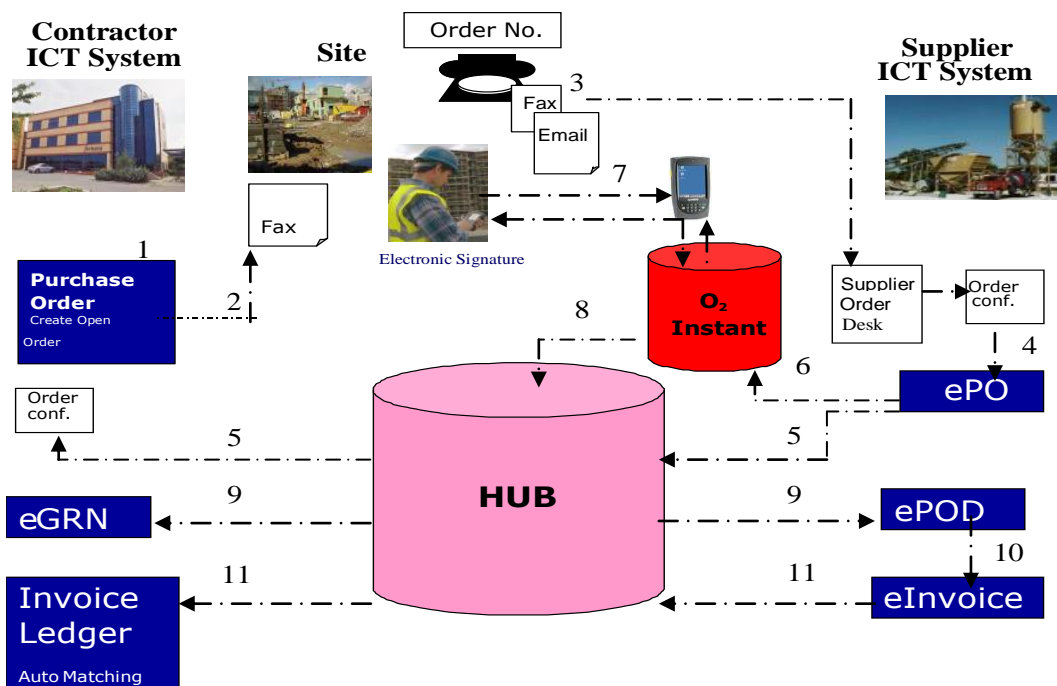 Contractor
ICT System
Site
Order No.
Supplier
ICT System
3
Fax
Email
7
Fax
Electronic Signature
1
Purchase
Order
Create Open
Order
2
O₂
Instant
Supplier
Order
Desk
Order
conf.
4
8
6
ePO
Order
conf.
5
5
HUB
9
eGRN
9
ePOD
10
11
Invoice
Ledger
Auto Matching
11
eInvoice